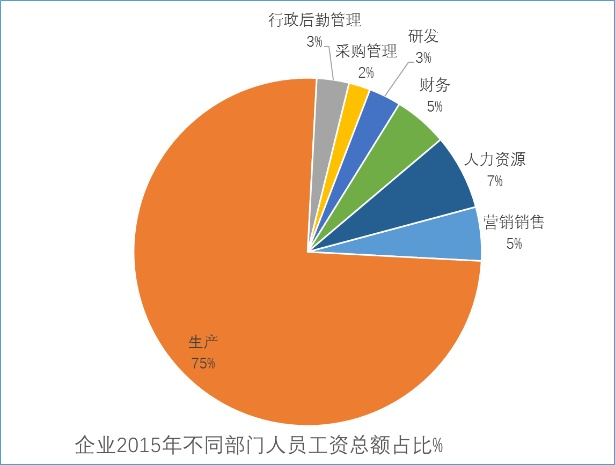 行政后勤管理
3%
采购管理
2%
研发
3%
财务
5%
人力资源
7%
营销销售
5%
生产
75%
企业2015年不同部门人员工资总额占比%